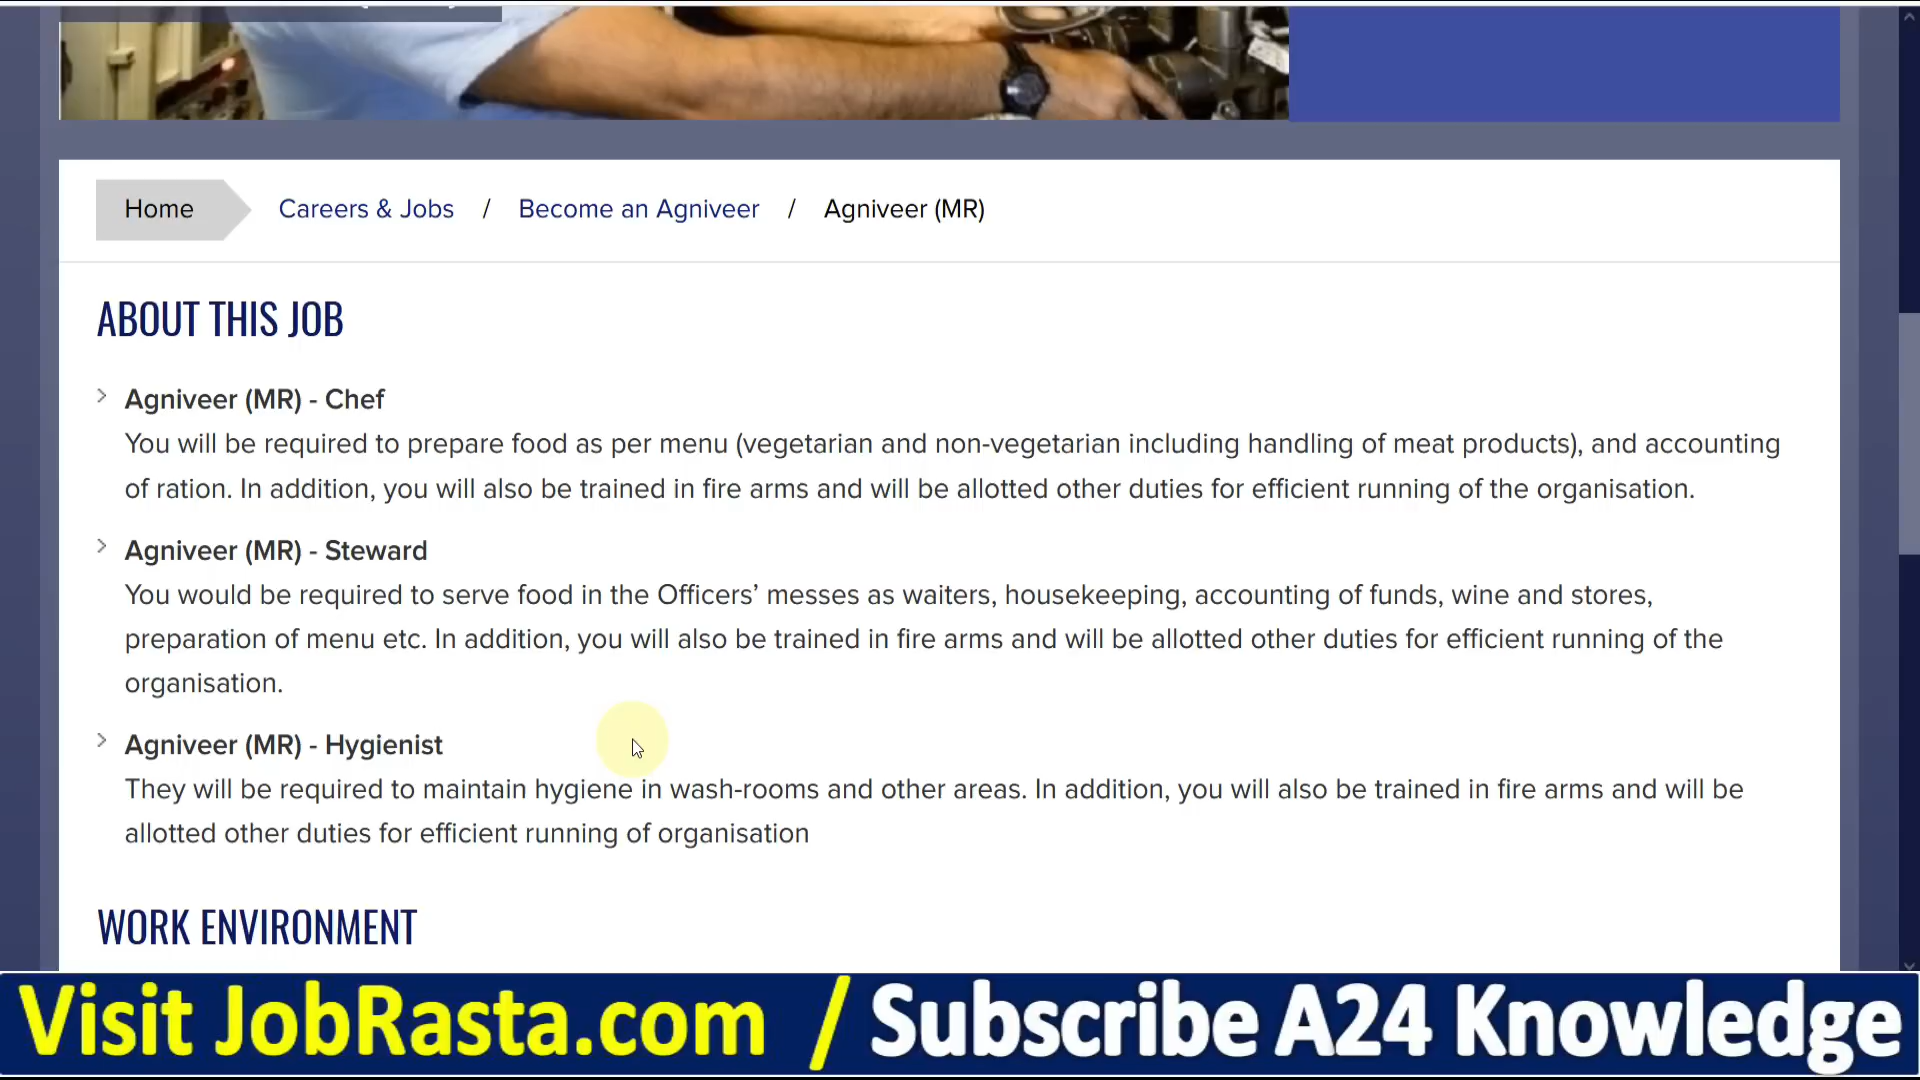 Home Careers & Jobs / Become an Agniveer / Agniveer (MR)
ABOUT THIS JOB
Agniveer (MR) - Chef
You will be required to prepare food as per menu (vegetarian and non-vegetarian including handling of meat products), and accounting
of ration. In addition, you will also be trained in fire arms and will be allotted other duties for efficient running of the organisation.
Agniveer (MR) - Steward
You would be required to serve food in the Officers’ messes as waiters, housekeeping, accounting of funds, wine and stores,
preparation of menu etc. In addition, you will also be trained in fire arms and will be allotted other duties for efficient running of the
organisation.
Agniveer (MR) - Hygienist
They will be required to maintain hygiene in wash-rooms and other areas. In addition, you will also be trained in fire arms and will be
allotted other duties for efficient running of organisation
WORK ENVIRONMENT
Visit JobRasta.com / Subscribe A24 Knowledge